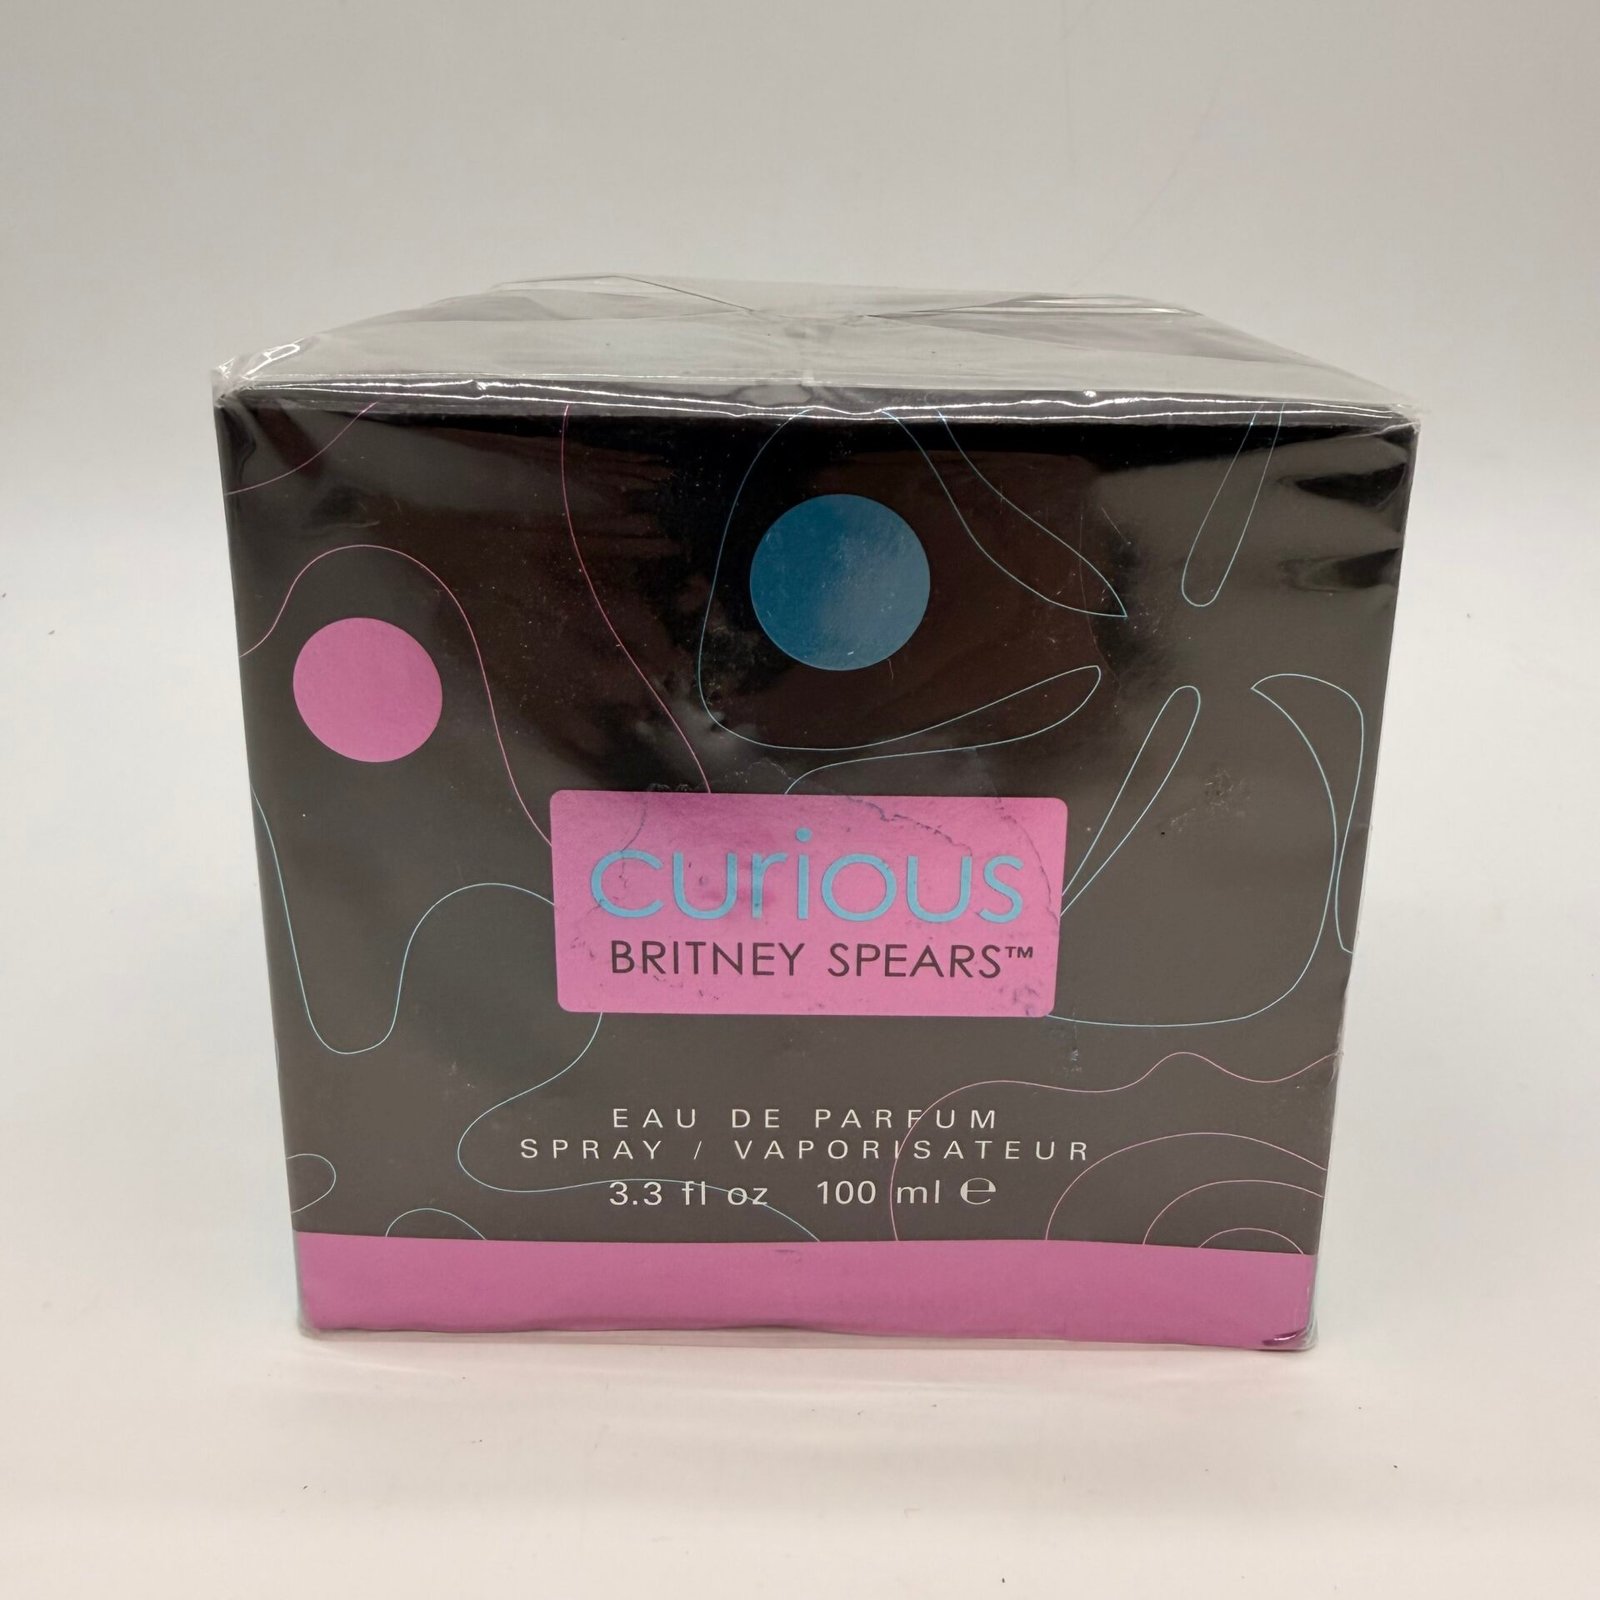 curious
BRITNEY SPEARS™
EAU DE PARFUM
SPRAY / VAPORISATEUR
3.3 fl oz 100 ml ℮